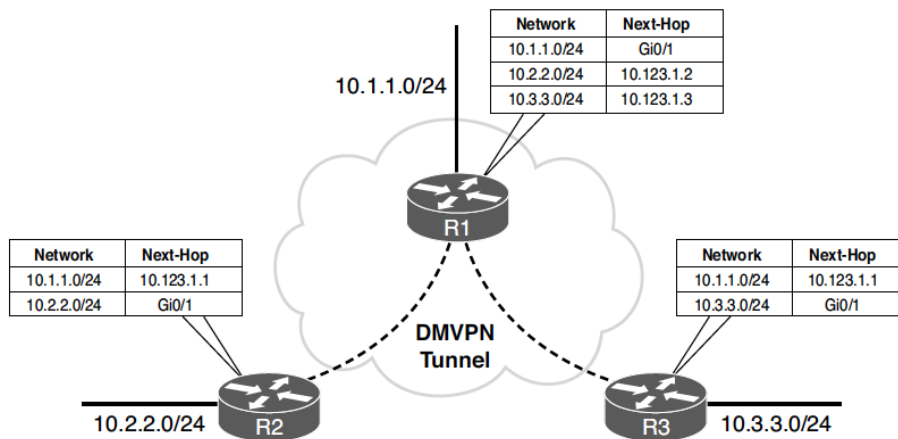 Network Next-Hop
10.1.1.0/24 Gi0/1
10.2.2.0/24 10.123.1.2
10.3.3.0/24 10.123.1.3
10.1.1.0/24
R1
Network Next-Hop
10.1.1.0/24 10.123.1.1
10.2.2.0/24 Gi0/1
Network Next-Hop
10.1.1.0/24 10.123.1.1
10.3.3.0/24 Gi0/1
DMVPN
Tunnel
10.2.2.0/24
R2
R3
10.3.3.0/24